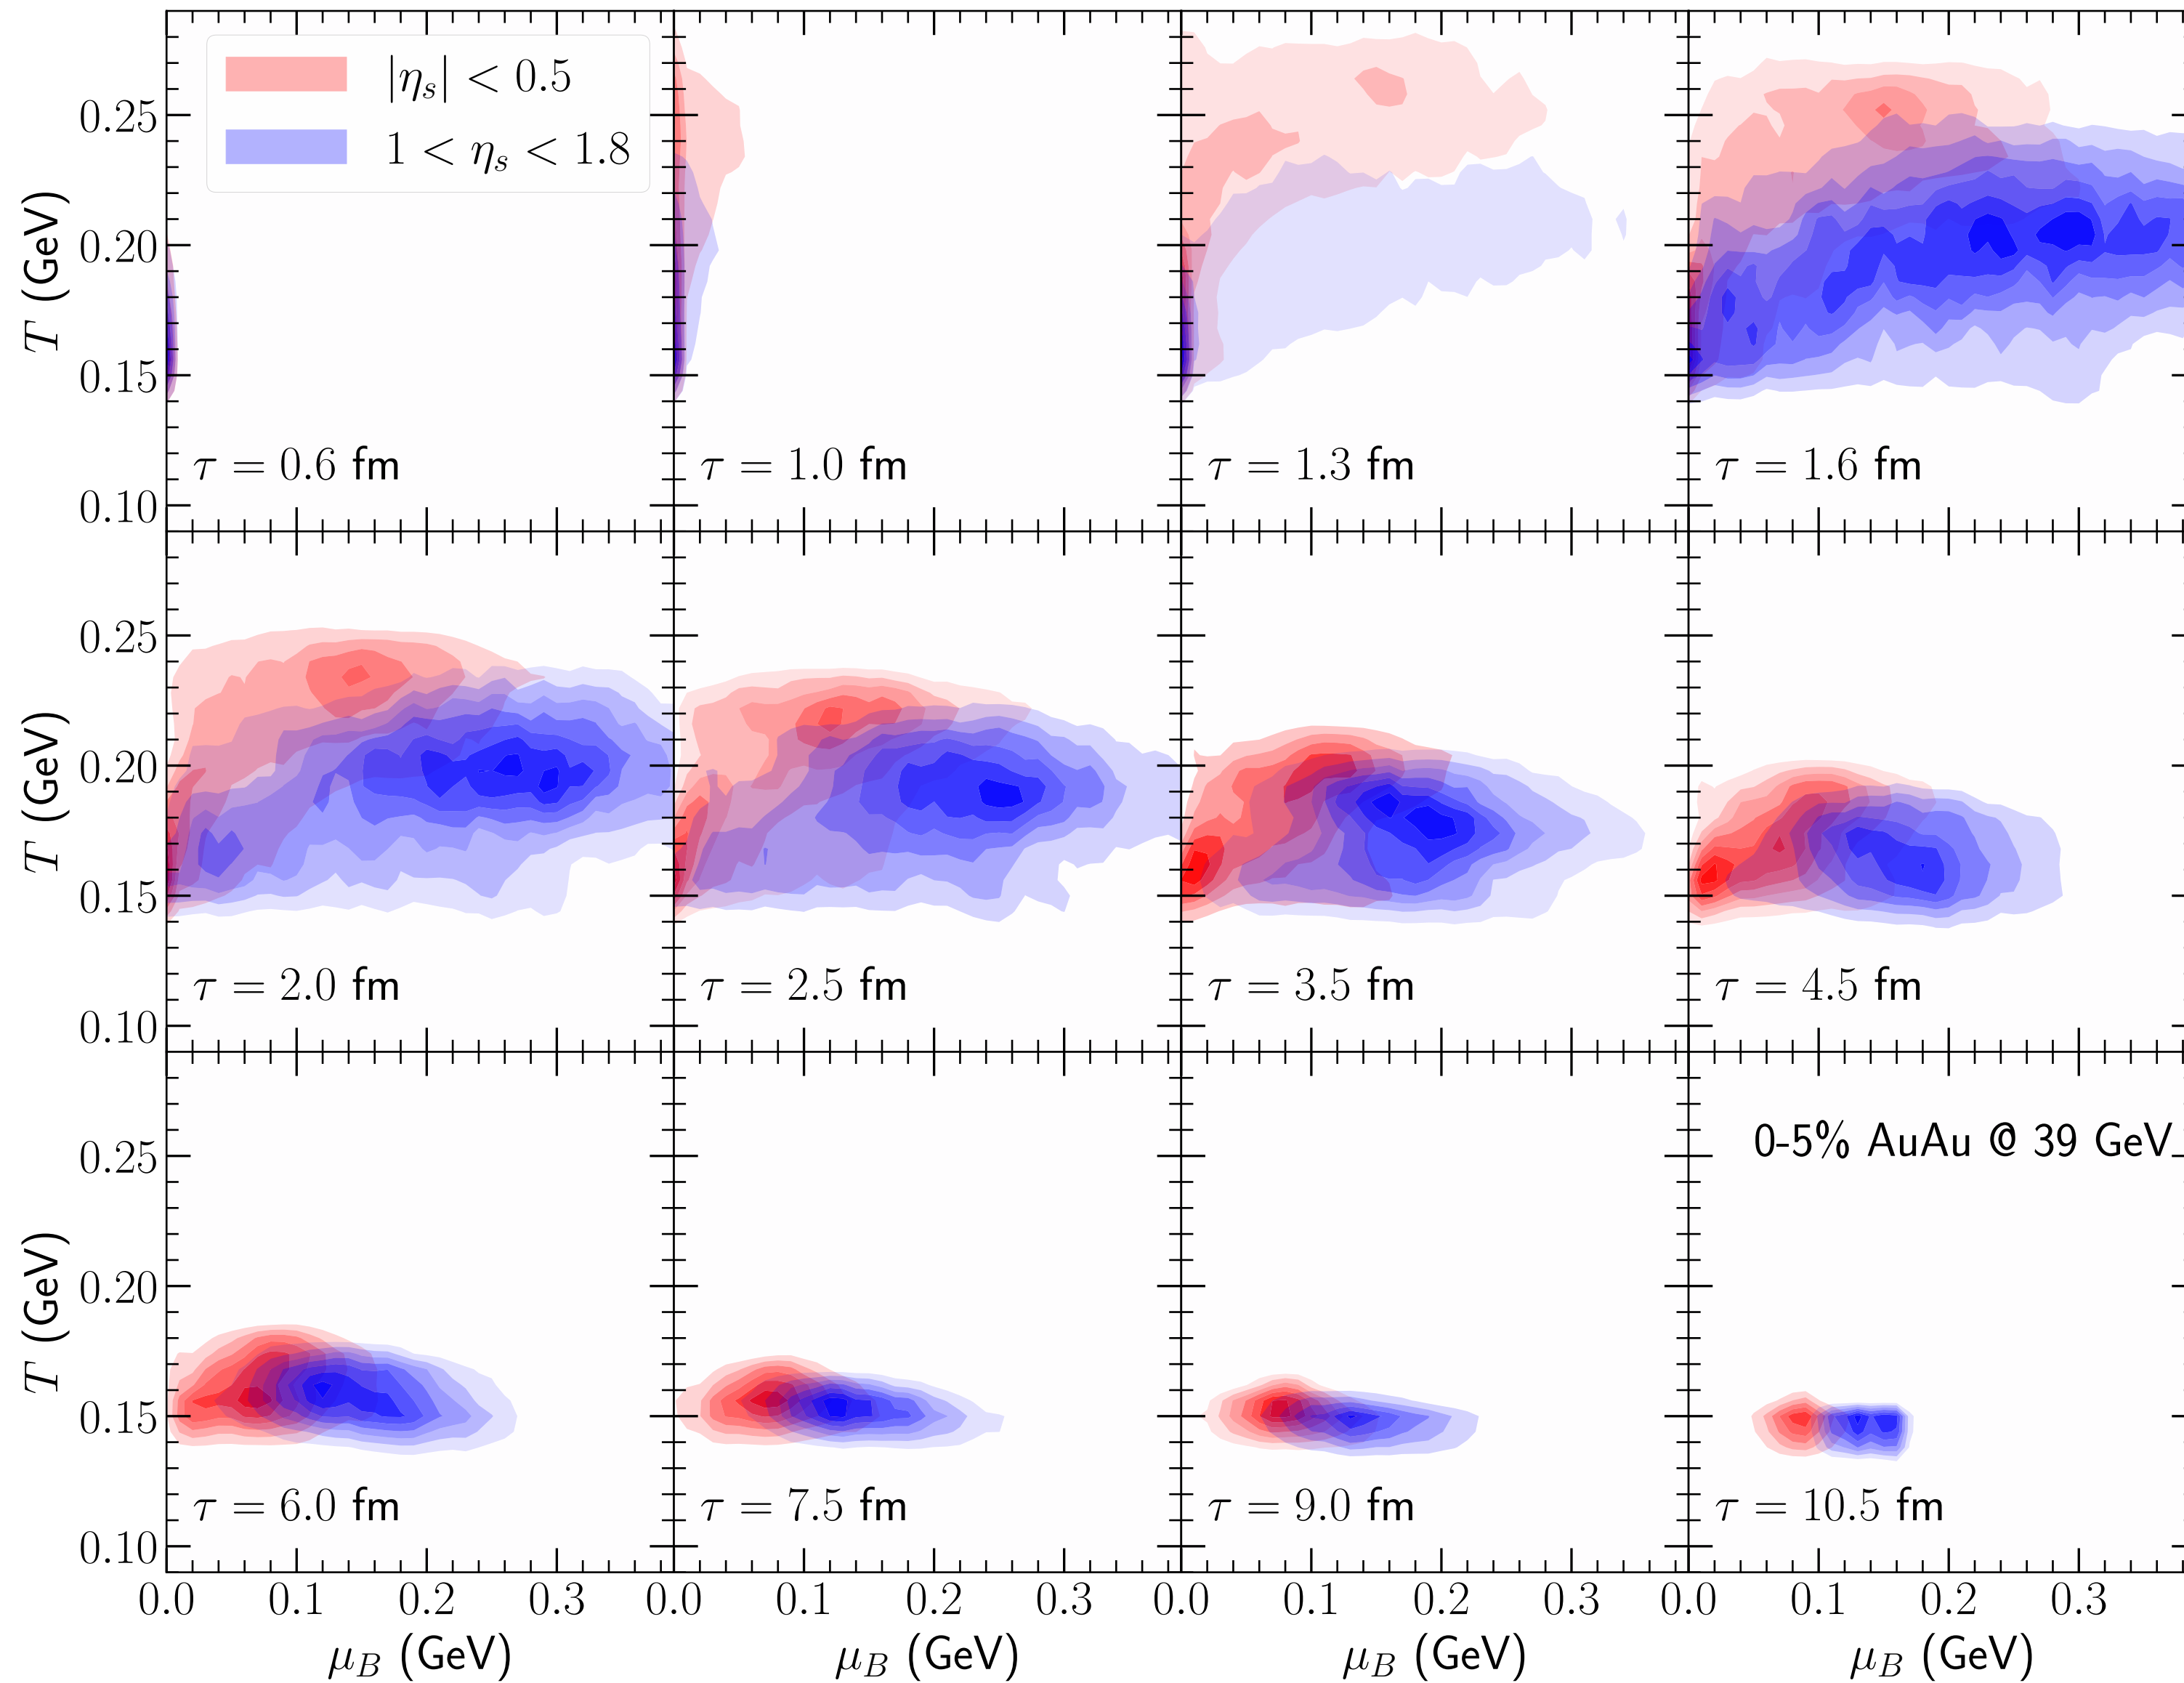 |η_s| < 0.5
1 < η_s < 1.8
T (GeV)
0.25
0.20
0.15
0.10
τ = 0.6 fm
τ = 1.0 fm
τ = 1.3 fm
τ = 1.6 fm
T (GeV)
0.25
0.20
0.15
0.10
τ = 2.0 fm
τ = 2.5 fm
τ = 3.5 fm
τ = 4.5 fm
T (GeV)
0.25
0.20
0.15
0.10
0-5% AuAu @ 39 GeV
τ = 6.0 fm
τ = 7.5 fm
τ = 9.0 fm
τ = 10.5 fm
0.0 0.1 0.2 0.3 0.0 0.1 0.2 0.3 0.0 0.1 0.2 0.3 0.0 0.1 0.2 0.3
μ_B (GeV) μ_B (GeV) μ_B (GeV) μ_B (GeV)